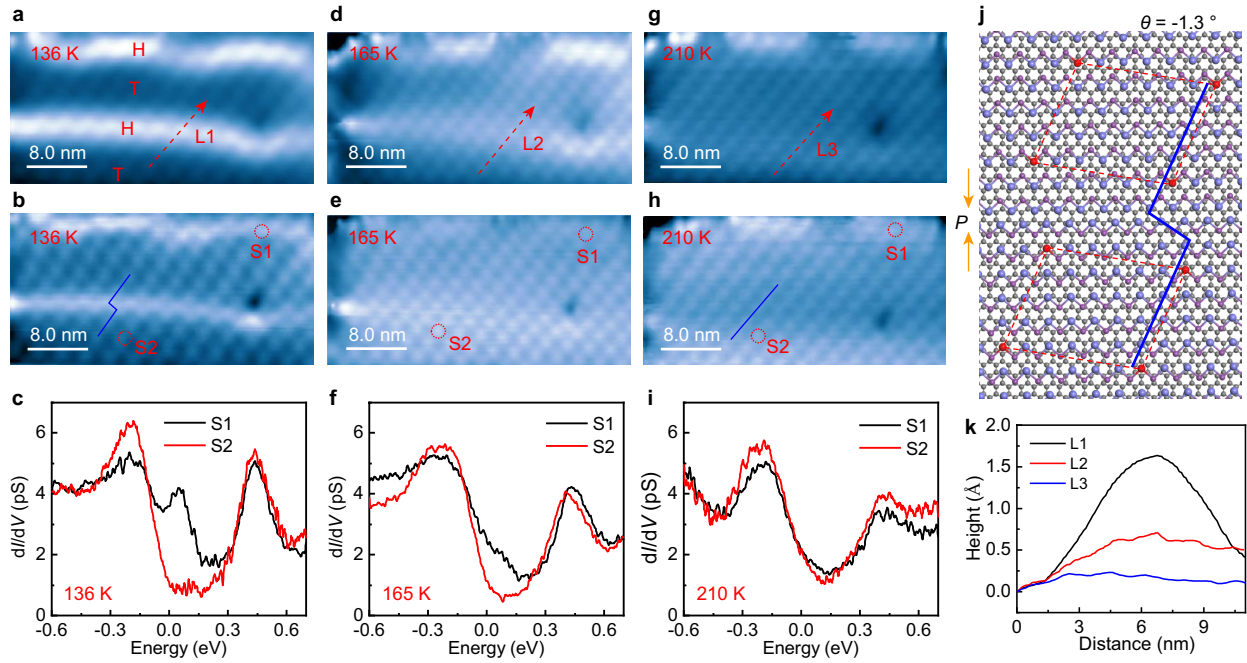 a
136 K
H
T
H
L1
8.0 nm
T
b
136 K
S1
8.0 nm
S2
c
S1
S2
136 K
dI/dV (pS)
6
4
2
0
-0.6 -0.3 0.0 0.3 0.6
Energy (eV)
d
165 K
L2
8.0 nm
e
165 K
S1
8.0 nm
S2
f
S1
S2
165 K
dI/dV (pS)
6
4
2
0
-0.6 -0.3 0.0 0.3 0.6
Energy (eV)
g
210 K
L3
8.0 nm
h
210 K
S1
8.0 nm
S2
i
S1
S2
210 K
dI/dV (pS)
6
4
2
0
-0.6 -0.3 0.0 0.3 0.6
Energy (eV)
j
θ = -1.3 °
P
k
L1
L2
L3
Height (Å)
2.0
1.5
1.0
0.5
0.0
0 3 6 9
Distance (nm)